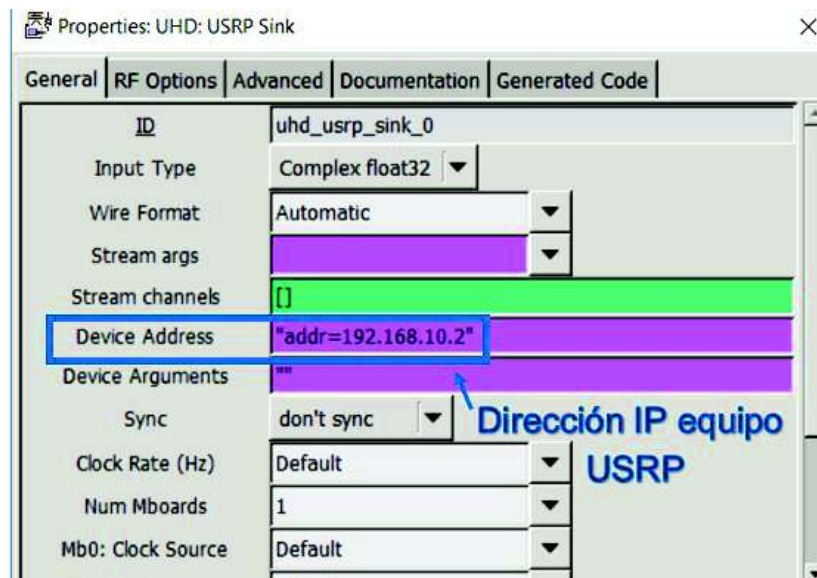 Properties: UHD: USRP Sink
General RF Options Advanced Documentation Generated Code
ID uhd_usrp_sink_0
Input Type Complex float32
Wire Format Automatic
Stream args
Stream channels []
Device Address "addr=192.168.10.2"
Device Arguments ""
Sync don't sync
Dirección IP equipo
USRP
Clock Rate (Hz) Default
Num Mboards 1
Mb0: Clock Source Default